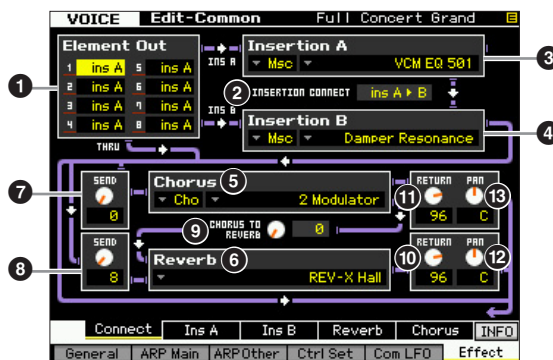 VOICE Edit-Common Full Concert Grand E
Element Out
1 ins A 5 ins A
2 ins A 6 ins A
3 ins A 7 ins A
4 ins A 8 ins A
THRU
INS A
INS B
Insertion A
Msc VCM EQ 501
INSERTION CONNECT ins A ▸ B
Insertion B
Msc Damper Resonance
SEND
0
Chorus
Cho 2 Modulator
RETURN PAN
96 C
CHORUS TO REVERB 0
SEND
8
Reverb
REV-X Hall
RETURN PAN
96 C
Connect Ins A Ins B Reverb Chorus INFO
General ARP Main ARP Other Ctrl Set Com LFO Effect
1
2
3
4
5
6
7
8
9
10
11
12
13